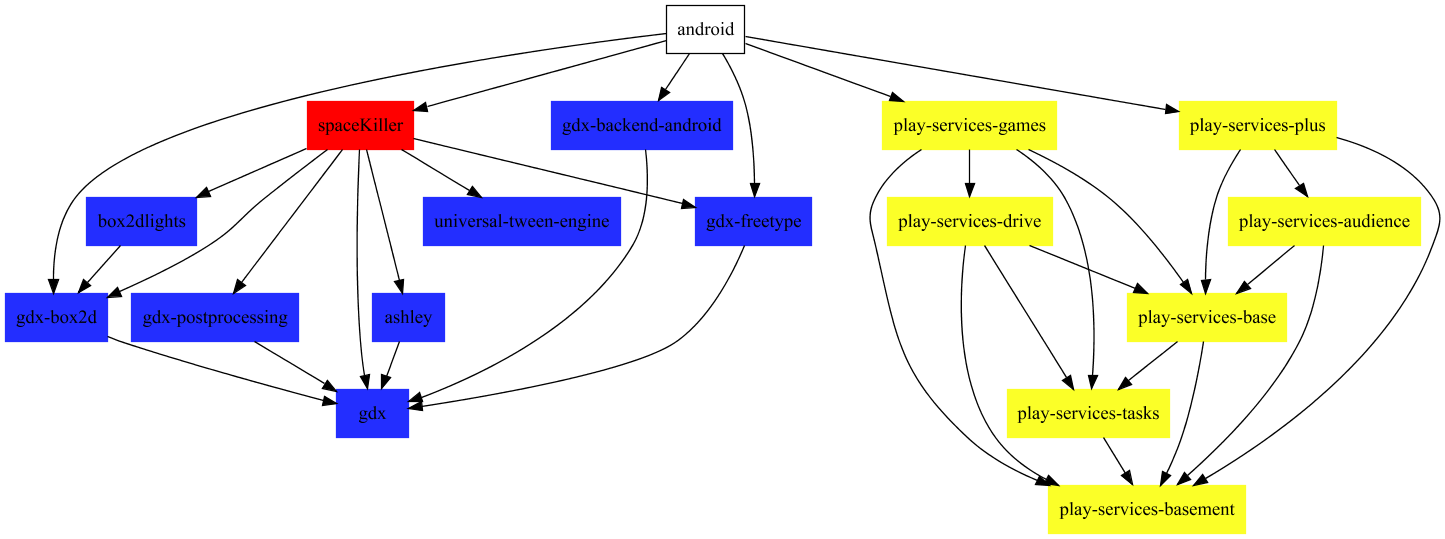 android
spaceKiller
gdx-backend-android
play-services-games
play-services-plus
box2dlights
universal-tween-engine
gdx-freetype
play-services-drive
play-services-audience
gdx-box2d
gdx-postprocessing
ashley
play-services-base
gdx
play-services-tasks
play-services-basement